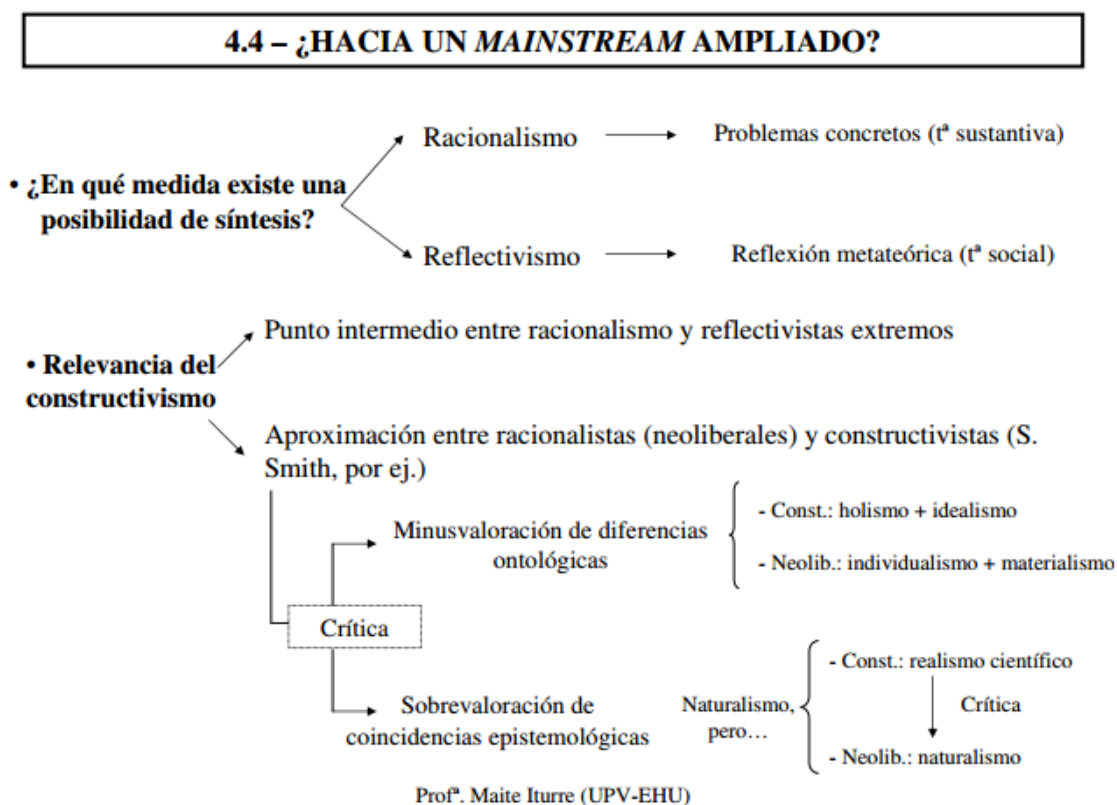 4.4 – ¿HACIA UN MAINSTREAM AMPLIADO?
• ¿En qué medida existe una
posibilidad de síntesis?
Racionalismo
Problemas concretos (tª sustantiva)
Reflectivismo
Reflexión metateórica (tª social)
• Relevancia del
constructivismo
Punto intermedio entre racionalismo y reflectivistas extremos
Aproximación entre racionalistas (neoliberales) y constructivistas (S.
Smith, por ej.)
Crítica
Minusvaloración de diferencias
ontológicas
- Const.: holismo + idealismo
- Neolib.: individualismo + materialismo
Sobrevaloración de
coincidencias epistemológicas
Naturalismo,
pero…
- Const.: realismo científico
Crítica
- Neolib.: naturalismo
Profª. Maite Iturre (UPV-EHU)